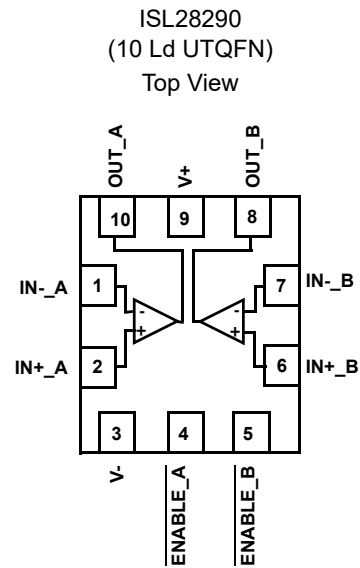 ISL28290
(10 Ld UTQFN)
Top View
OUT_A
V+
OUT_B
10
9
8
IN-_A
1
-
-
7
IN-_B
IN+_A
2
+
+
6
IN+_B
3
4
5
V-
ENABLE_A
ENABLE_B